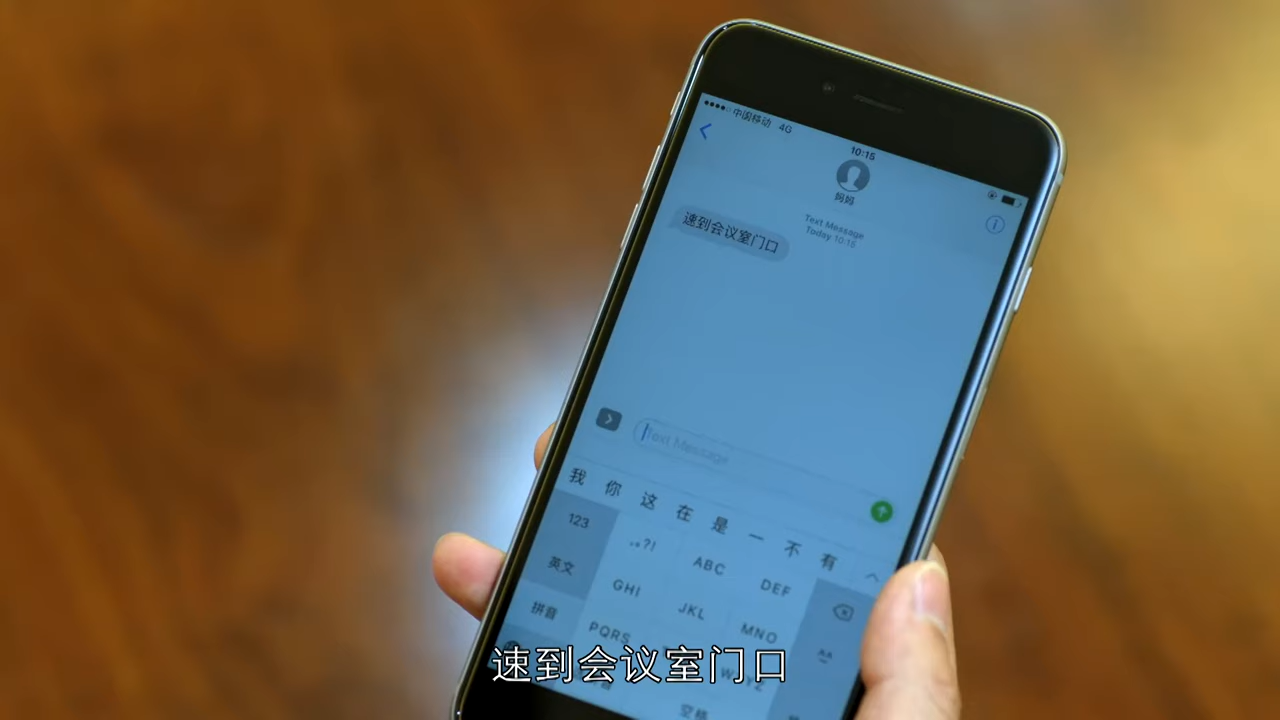 中国移动 4G
10:15
妈妈
Text Message
Today 10:15
速到会议室门口
Text Message
我 你 这 在 是 一 不 有
123 .,?! ABC DEF
英文 GHI JKL MNO
拼音 PQRS
空格
速到会议室门口